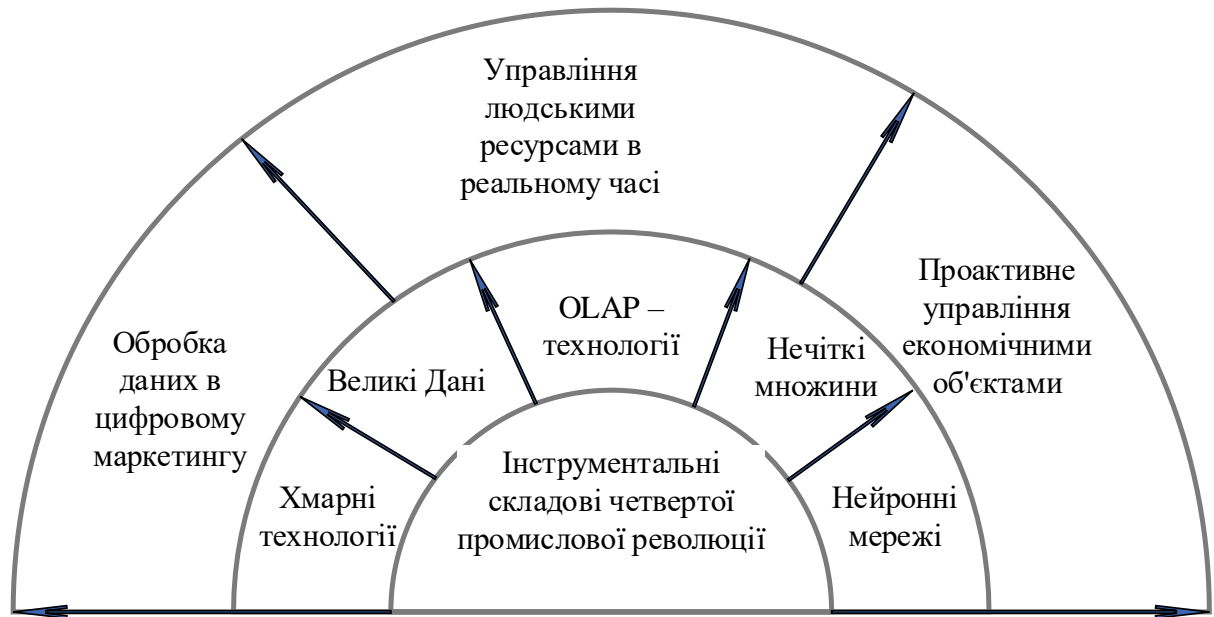 Управління
людськими
ресурсами в
реальному часі
Обробка
даних в
цифровому
маркетингу
Проактивне
управління
економічними
об'єктами
Хмарні
технології
Великі Дані
OLAP –
технології
Нечіткі
множини
Нейронні
мережі
Інструментальні
складові четвертої
промислової революції